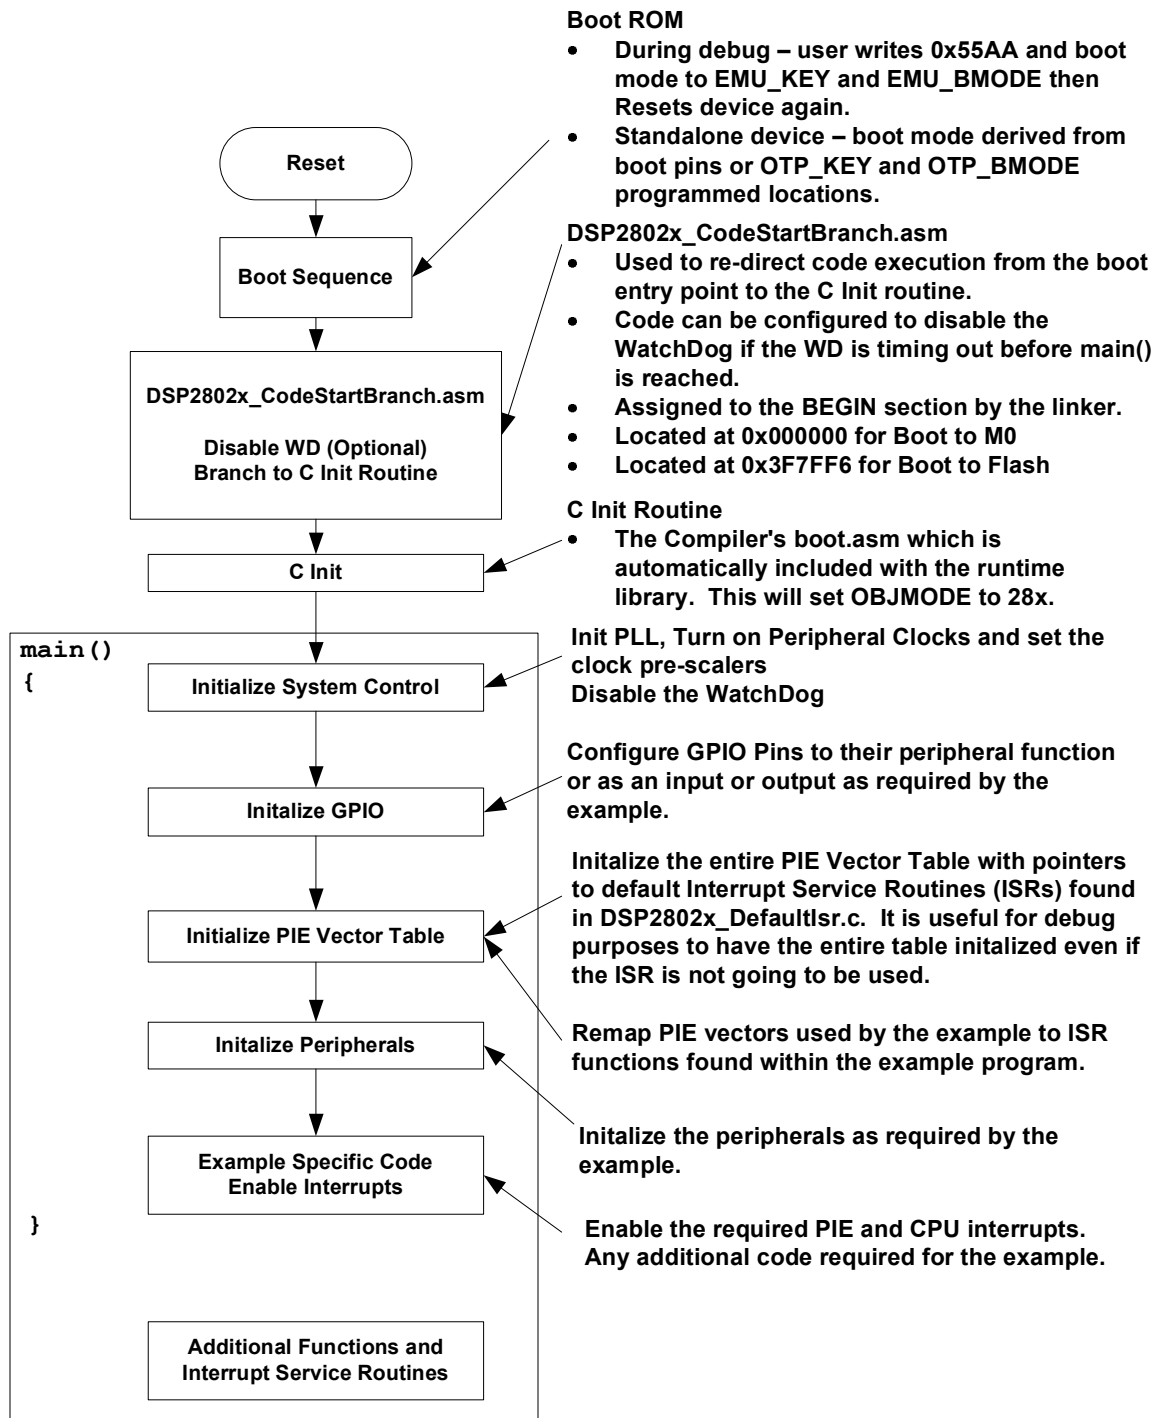 Boot ROM
• During debug – user writes 0x55AA and boot
mode to EMU_KEY and EMU_BMODE then
Resets device again.
• Standalone device – boot mode derived from
boot pins or OTP_KEY and OTP_BMODE
programmed locations.
Reset
Boot Sequence
DSP2802x_CodeStartBranch.asm
• Used to re-direct code execution from the boot
entry point to the C Init routine.
• Code can be configured to disable the
WatchDog if the WD is timing out before main()
is reached.
• Assigned to the BEGIN section by the linker.
• Located at 0x000000 for Boot to M0
• Located at 0x3F7FF6 for Boot to Flash
DSP2802x_CodeStartBranch.asm
Disable WD (Optional)
Branch to C Init Routine
C Init Routine
• The Compiler's boot.asm which is
automatically included with the runtime
library. This will set OBJMODE to 28x.
C Init
main()
{
Initialize System Control
Init PLL, Turn on Peripheral Clocks and set the
clock pre-scalers
Disable the WatchDog
Initalize GPIO
Configure GPIO Pins to their peripheral function
or as an input or output as required by the
example.
Initialize PIE Vector Table
Initalize the entire PIE Vector Table with pointers
to default Interrupt Service Routines (ISRs) found
in DSP2802x_DefaultIsr.c. It is useful for debug
purposes to have the entire table initalized even if
the ISR is not going to be used.
Remap PIE vectors used by the example to ISR
functions found within the example program.
Initalize Peripherals
Initalize the peripherals as required by the
example.
Example Specific Code
Enable Interrupts
Enable the required PIE and CPU interrupts.
Any additional code required for the example.
}
Additional Functions and
Interrupt Service Routines